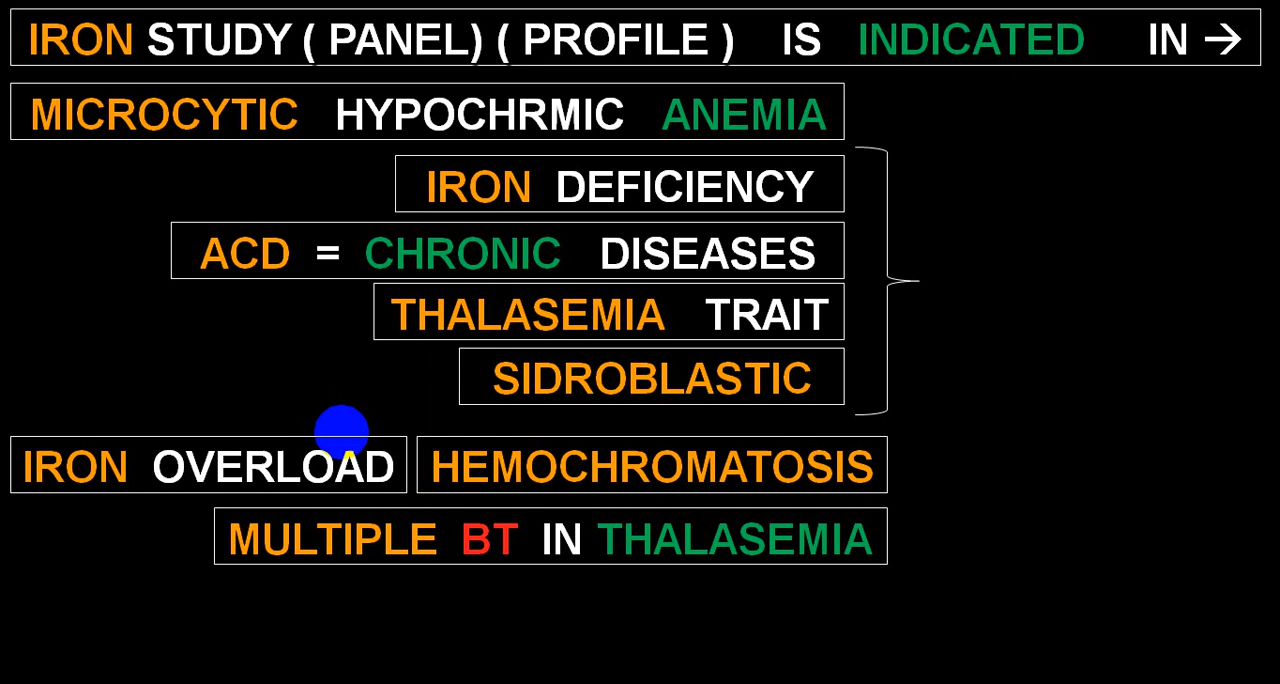 IRON STUDY ( PANEL) ( PROFILE ) IS INDICATED IN →
MICROCYTIC HYPOCHRMIC ANEMIA
IRON DEFICIENCY
ACD = CHRONIC DISEASES
THALASEMIA TRAIT
SIDROBLASTIC
IRON OVERLOAD HEMOCHROMATOSIS
MULTIPLE BT IN THALASEMIA